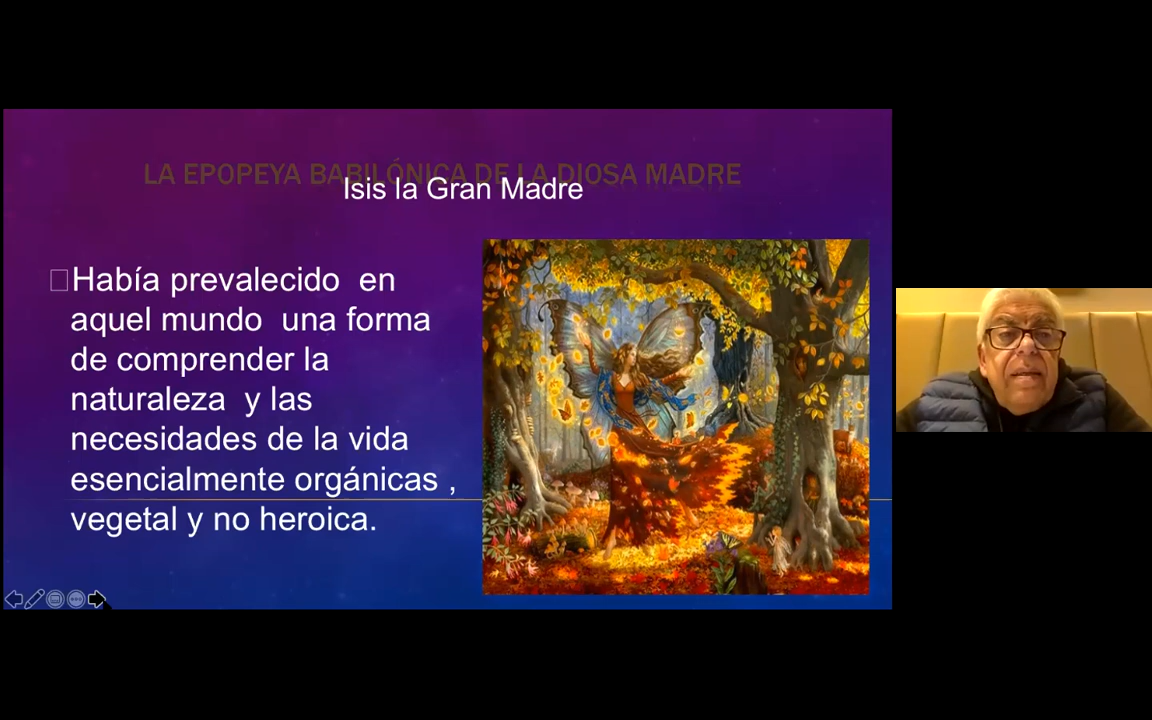 LA EPOPEYA BABILÓNICA DE LA DIOSA MADRE
Isis la Gran Madre
Había prevalecido en
aquel mundo una forma
de comprender la
naturaleza y las
necesidades de la vida
esencialmente orgánicas ,
vegetal y no heroica.